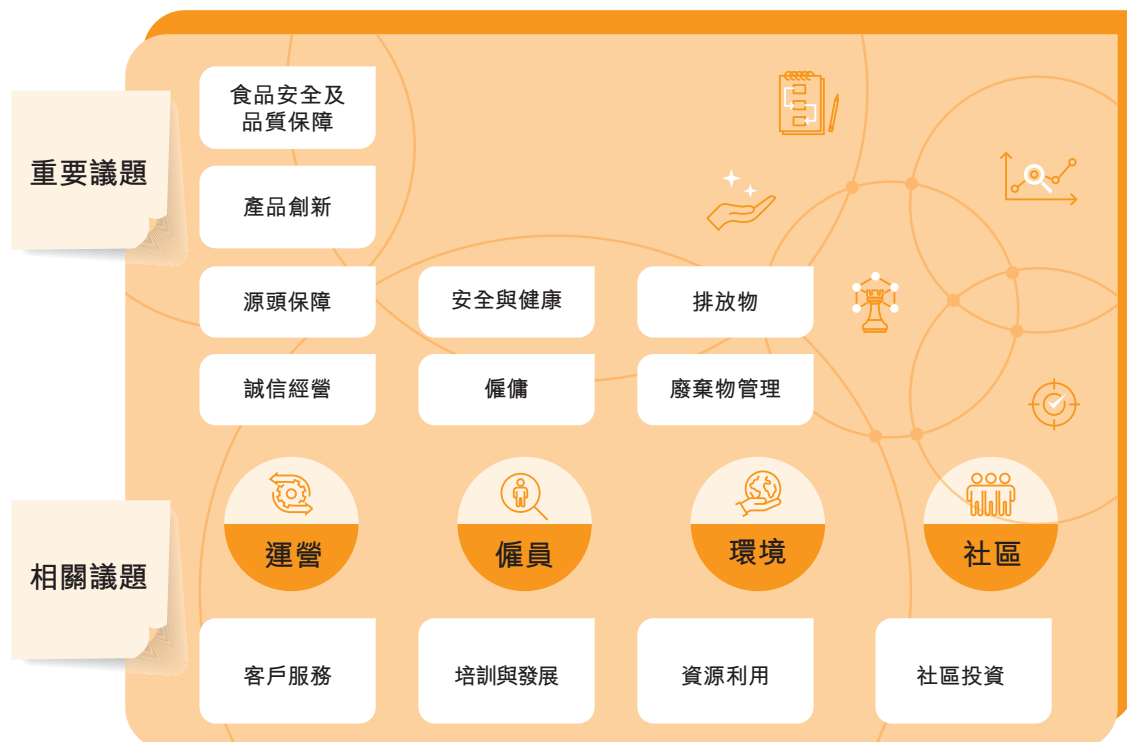 重要議題
食品安全及
品質保障
產品創新
源頭保障
安全與健康
排放物
誠信經營
僱傭
廢棄物管理
運營
僱員
環境
社區
相關議題
客戶服務
培訓與發展
資源利用
社區投資